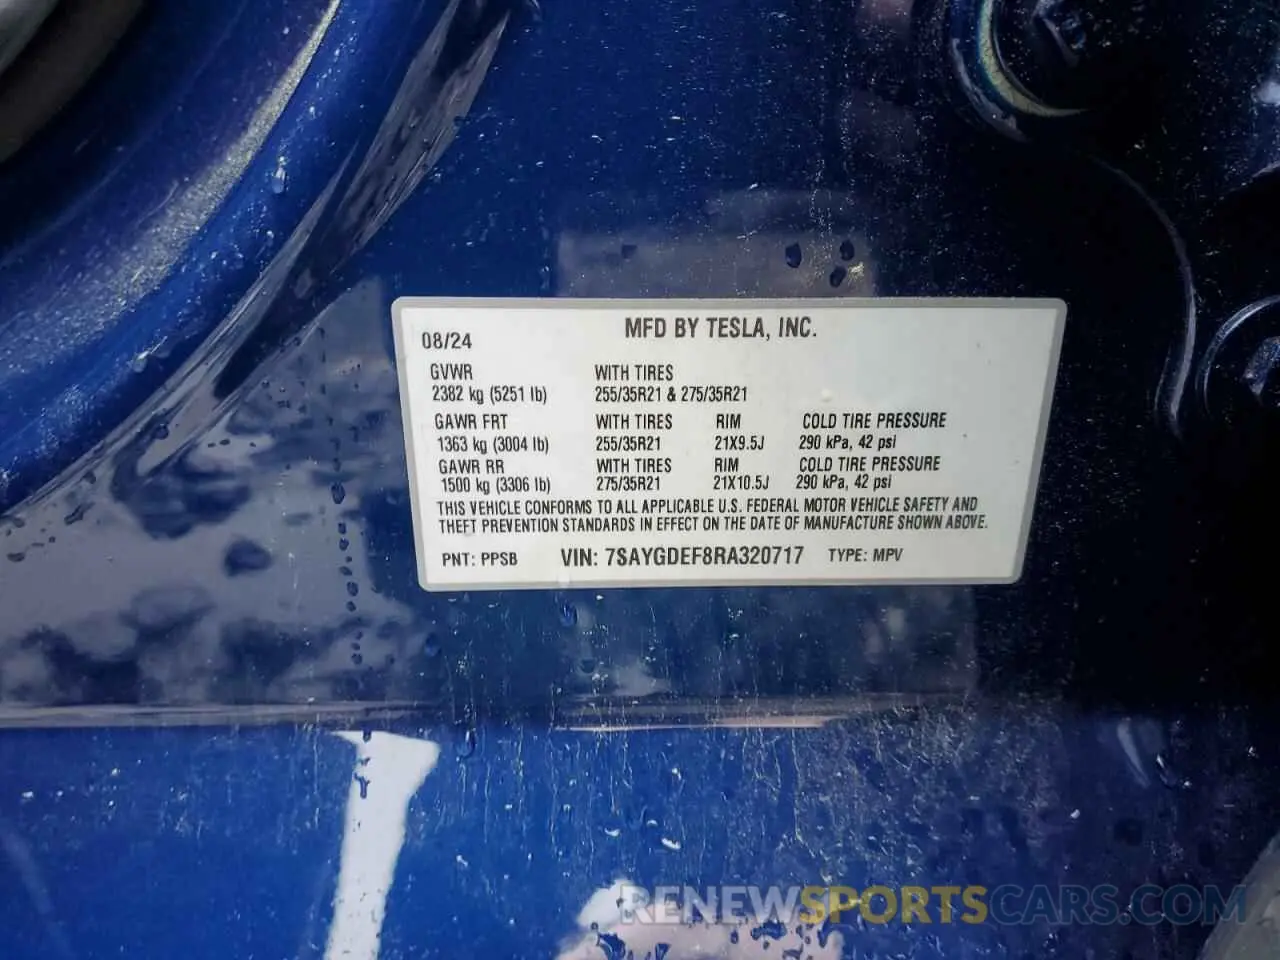 MFD BY TESLA, INC.
08/24
GVWR WITH TIRES
2382 kg (5251 lb) 255/35R21 & 275/35R21
GAWR FRT WITH TIRES RIM COLD TIRE PRESSURE
1363 kg (3004 lb) 255/35R21 21X9.5J 290 kPa, 42 psi
GAWR RR WITH TIRES RIM COLD TIRE PRESSURE
1500 kg (3306 lb) 275/35R21 21X10.5J 290 kPa, 42 psi
THIS VEHICLE CONFORMS TO ALL APPLICABLE U.S. FEDERAL MOTOR VEHICLE SAFETY AND
THEFT PREVENTION STANDARDS IN EFFECT ON THE DATE OF MANUFACTURE SHOWN ABOVE.
PNT: PPSB VIN: 7SAYGDEF8RA320717 TYPE: MPV
RENEWSPORTSCARS.COM